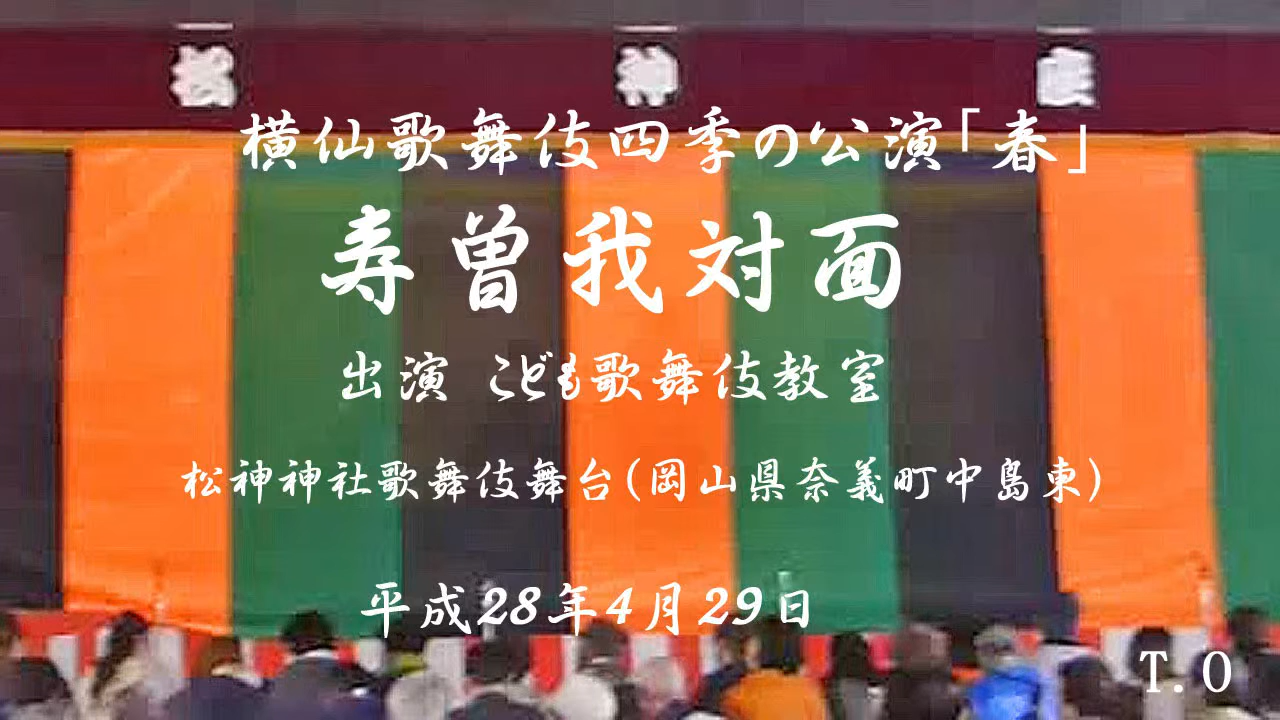 松 神 座
横仙歌舞伎四季の公演「春」
寿曽我対面
出演 こども歌舞伎教室
松神神社歌舞伎舞台(岡山県奈義町中島東)
平成28年4月29日
T.O